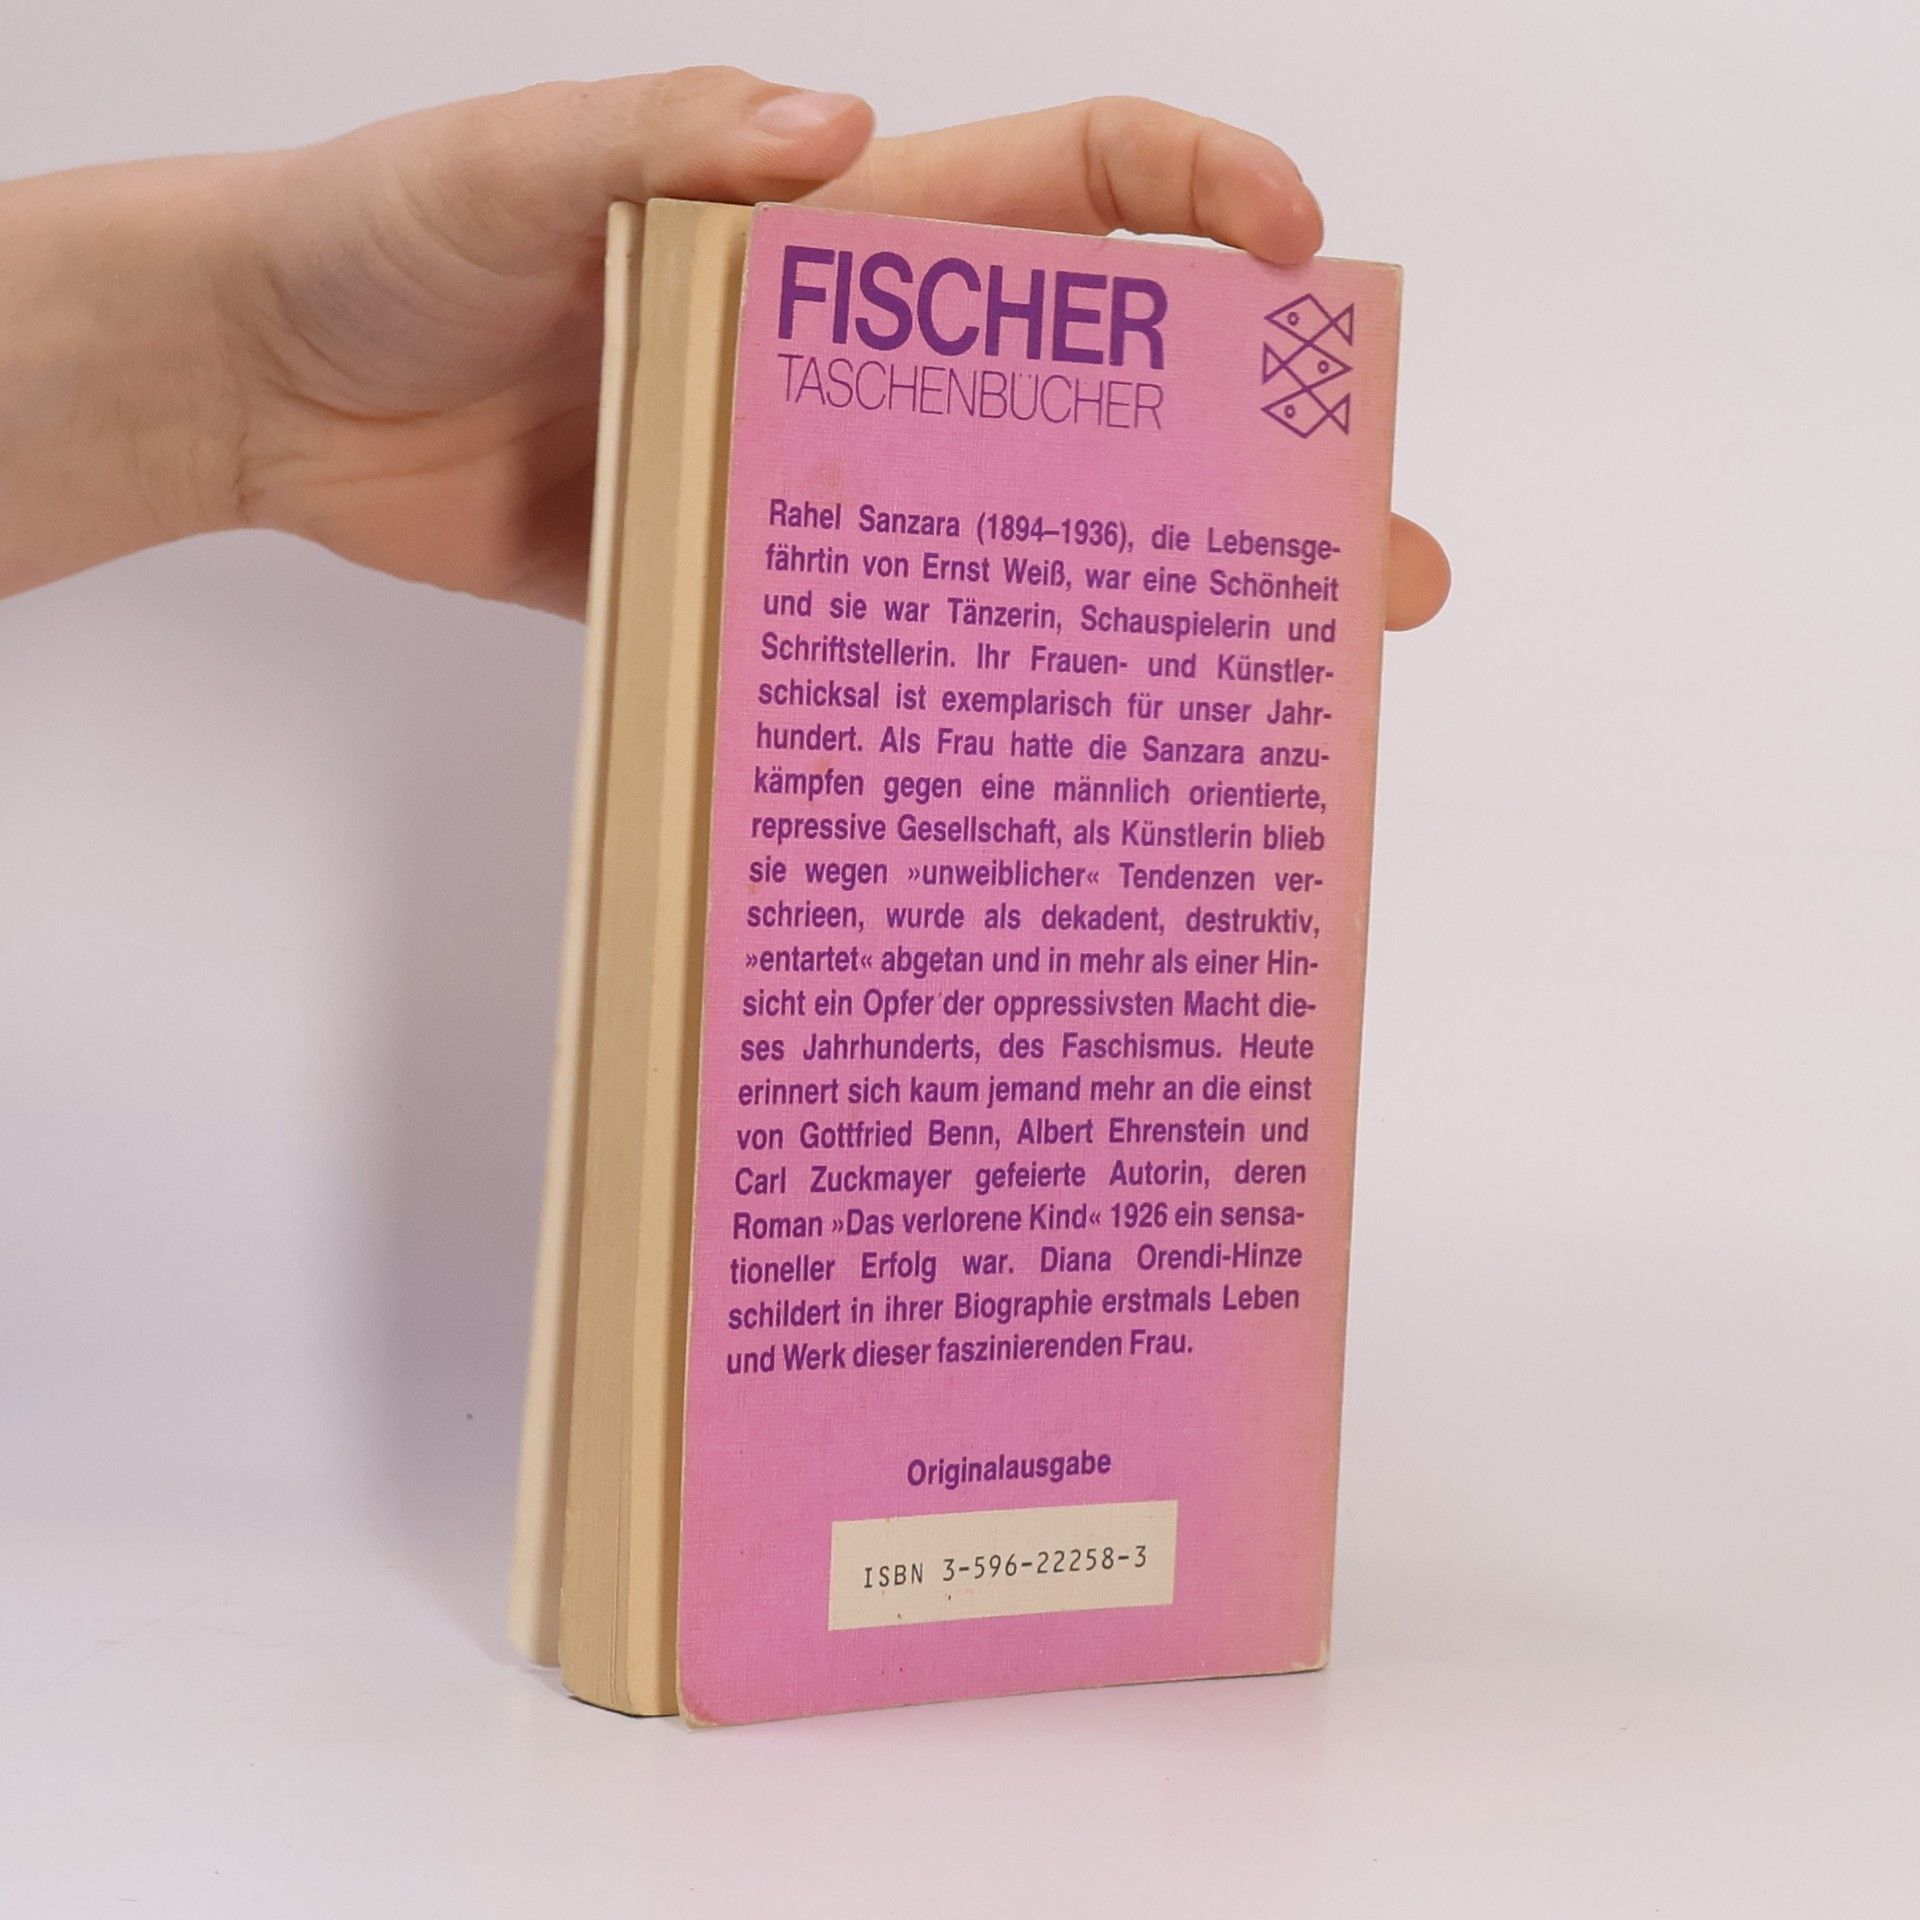 FISCHER
TASCHENBÜCHER
Rahel Sanzara (1894–1936), die Lebensge-
fährtin von Ernst Weiß, war eine Schönheit
und sie war Tänzerin, Schauspielerin und
Schriftstellerin. Ihr Frauen- und Künstler-
schicksal ist exemplarisch für unser Jahr-
hundert. Als Frau hatte die Sanzara anzu-
kämpfen gegen eine männlich orientierte,
repressive Gesellschaft, als Künstlerin blieb
sie wegen »unweiblicher« Tendenzen ver-
schrieen, wurde als dekadent, destruktiv,
»entartet« abgetan und in mehr als einer Hin-
sicht ein Opfer der oppressivsten Macht die-
ses Jahrhunderts, des Faschismus. Heute
erinnert sich kaum jemand mehr an die einst
von Gottfried Benn, Albert Ehrenstein und
Carl Zuckmayer gefeierte Autorin, deren
Roman »Das verlorene Kind« 1926 ein sensa-
tioneller Erfolg war. Diana Orendi-Hinze
schildert in ihrer Biographie erstmals Leben
und Werk dieser faszinierenden Frau.
Originalausgabe
ISBN 3-596-22258-3